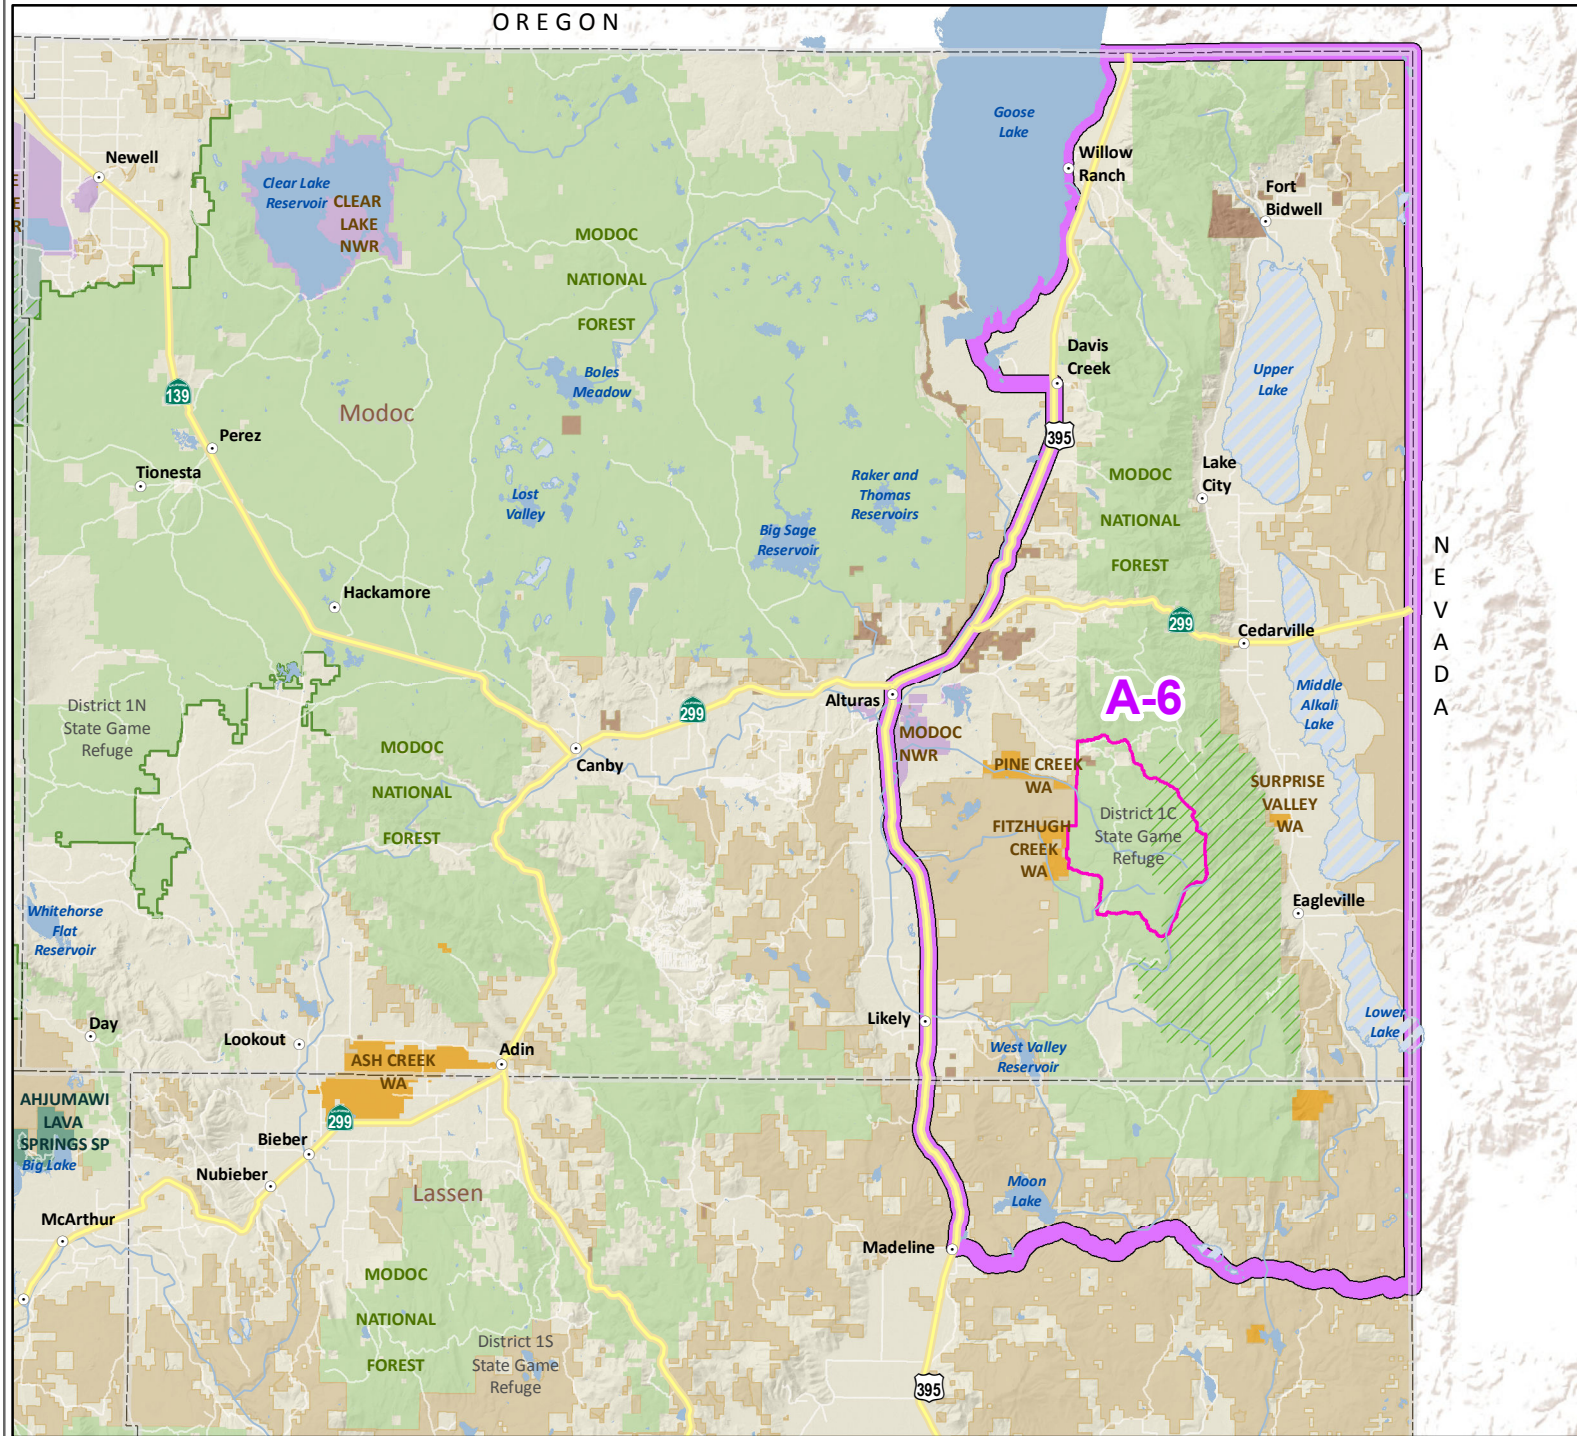 OREGON
Goose
Lake
Willow
Ranch
Newell
Clear Lake
Reservoir
CLEAR
LAKE
NWR
E
E
R
Fort
Bidwell
MODOC
NATIONAL
FOREST
Davis
Creek
Upper
Lake
Boles
Meadow
139
Modoc
395
Perez
Tionesta
Lost
Valley
Raker and
Thomas
Reservoirs
Big Sage
Reservoir
MODOC
NATIONAL
FOREST
Lake
City
N
E
V
A
D
A
Hackamore
299
Cedarville
District 1N
State Game
Refuge
299
Alturas
A-6
Middle
Alkali
Lake
MODOC
NATIONAL
FOREST
Canby
MODOC
NWR
PINE CREEK
WA
SURPRISE
VALLEY
WA
FITZHUGH
CREEK
WA
District 1C
State Game
Refuge
Whitehorse
Flat
Reservoir
Eagleville
Day
Lookout
Adin
Likely
West Valley
Reservoir
Lower
Lake
ASH CREEK
WA
AHJUMAWI
LAVA
SPRINGS SP
Big Lake
299
Bieber
Nubieber
Lassen
Moon
Lake
McArthur
Madeline
MODOC
NATIONAL
FOREST
District 1S
State Game
Refuge
395